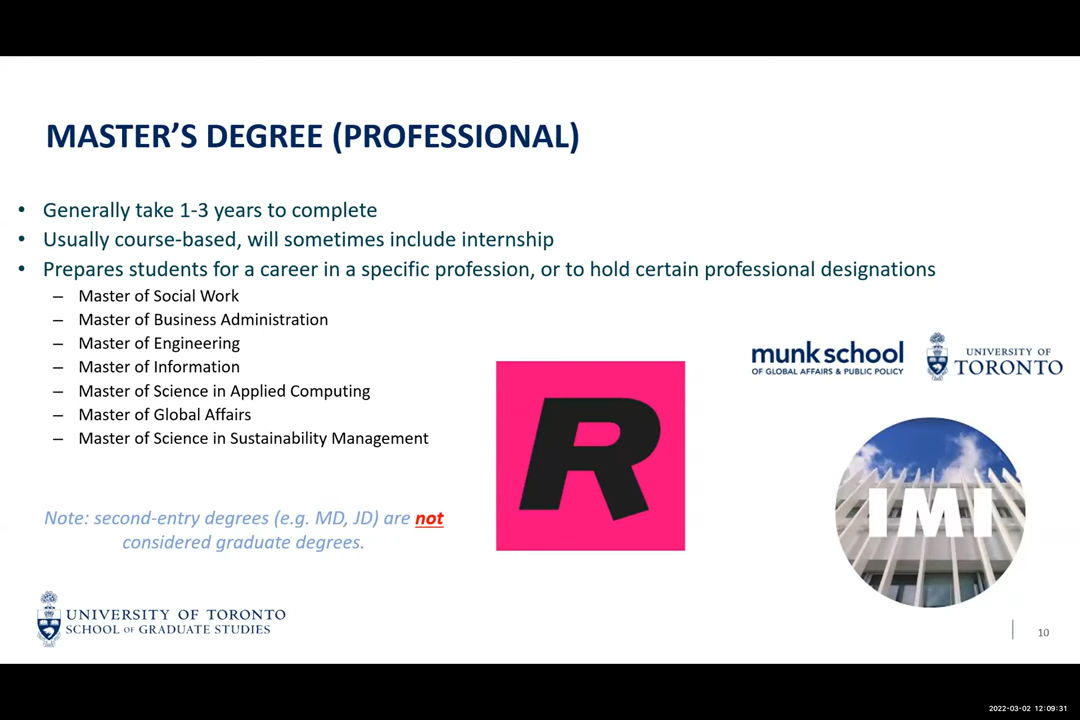 MASTER’S DEGREE (PROFESSIONAL)
• Generally take 1-3 years to complete
• Usually course-based, will sometimes include internship
• Prepares students for a career in a specific profession, or to hold certain professional designations
– Master of Social Work
– Master of Business Administration
– Master of Engineering
– Master of Information
– Master of Science in Applied Computing
– Master of Global Affairs
– Master of Science in Sustainability Management
Note: second-entry degrees (e.g. MD, JD) are not
considered graduate degrees.
R
munk school
OF GLOBAL AFFAIRS & PUBLIC POLICY
UNIVERSITY OF
TORONTO
IMI
UNIVERSITY OF TORONTO
SCHOOL OF GRADUATE STUDIES
10
2022-03-02 12:09:31